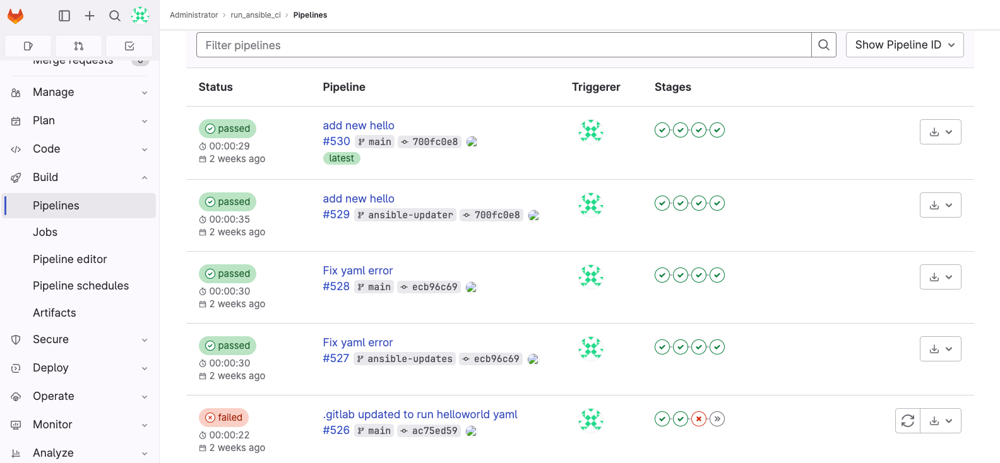 Administrator › run_ansible_ci › Pipelines
Filter pipelines
Show Pipeline ID
Merge requests
Manage
Plan
Code
Build
Pipelines
Jobs
Pipeline editor
Pipeline schedules
Artifacts
Secure
Deploy
Operate
Monitor
Analyze
Status Pipeline Triggerer Stages
passed
00:00:29
2 weeks ago
add new hello
#530 main 700fc0e8
latest
passed
00:00:35
2 weeks ago
add new hello
#529 ansible-updater 700fc0e8
passed
00:00:30
2 weeks ago
Fix yaml error
#528 main ecb96c69
passed
00:00:30
2 weeks ago
Fix yaml error
#527 ansible-updates ecb96c69
failed
00:00:22
2 weeks ago
.gitlab updated to run helloworld yaml
#526 main ac75ed59